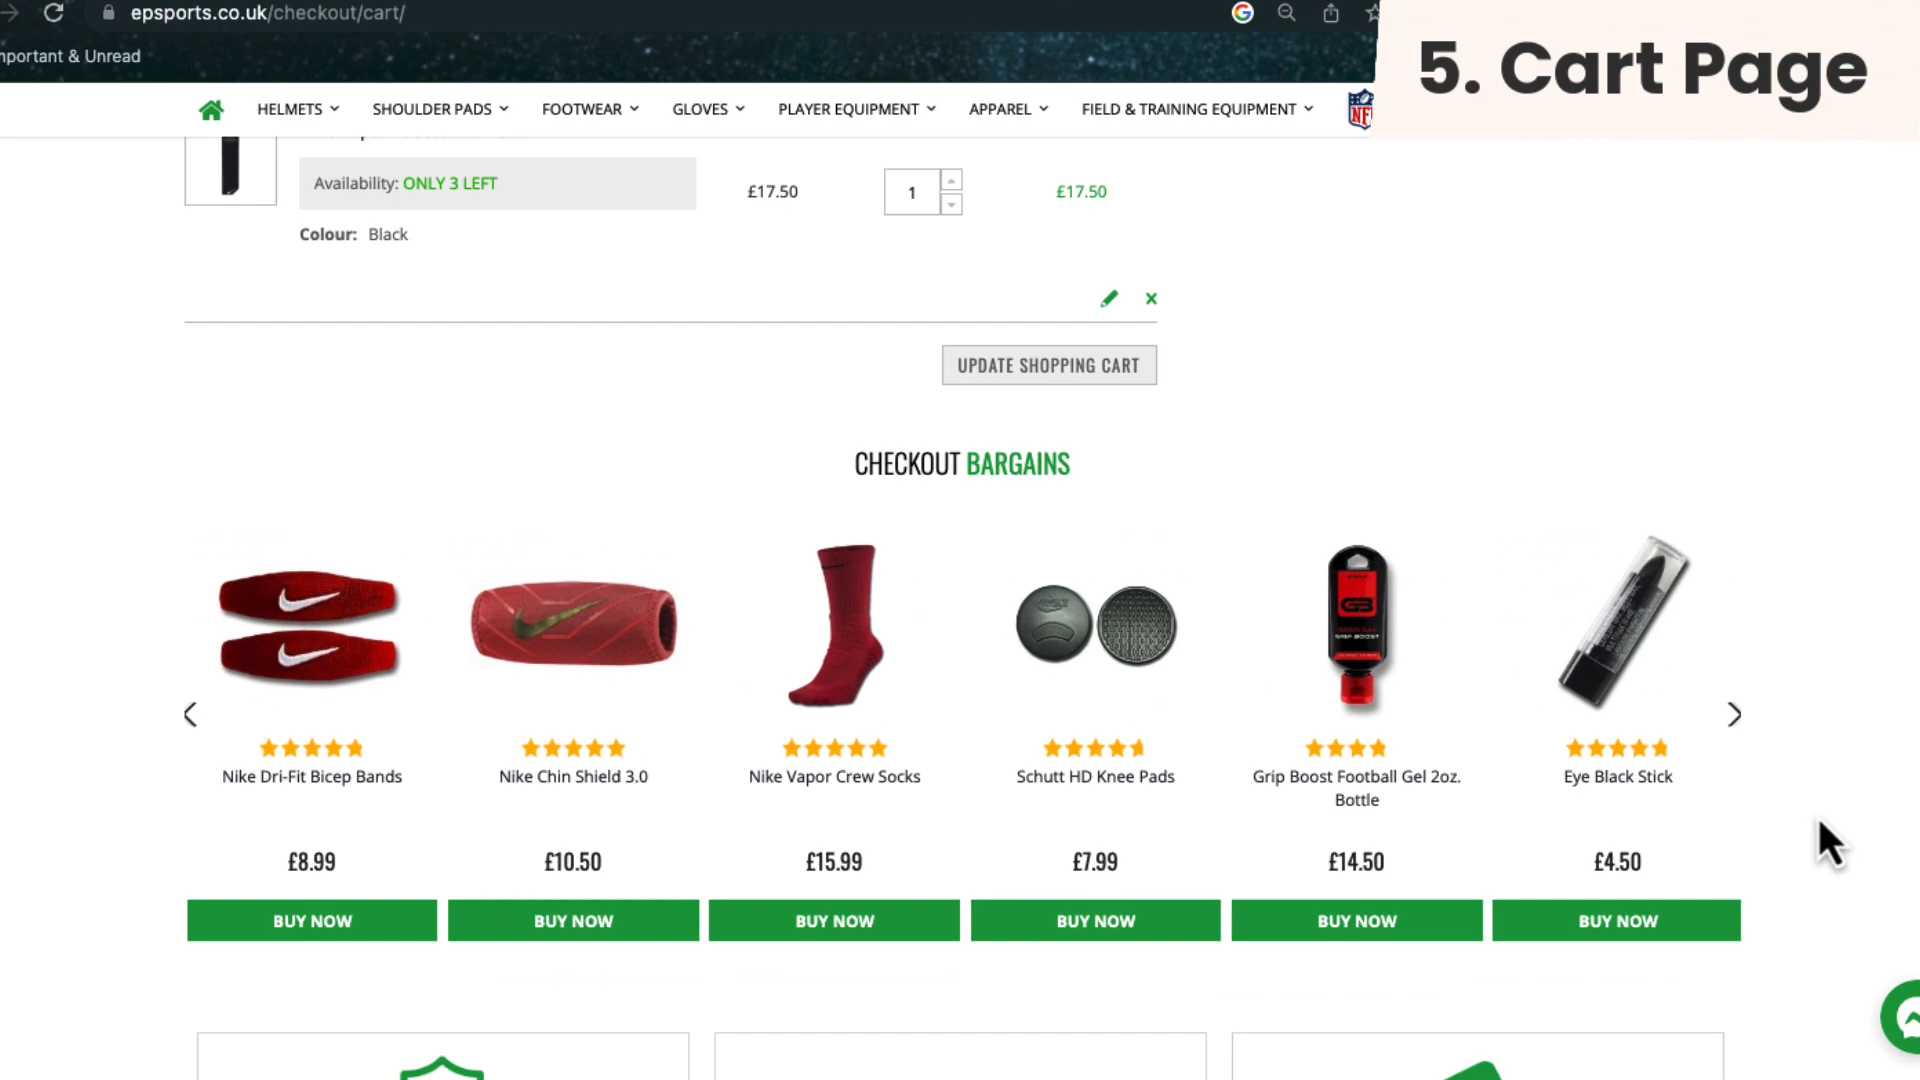 epsports.co.uk/checkout/cart/
5. Cart Page
mportant & Unread
HELMETS SHOULDER PADS FOOTWEAR GLOVES PLAYER EQUIPMENT APPAREL FIELD & TRAINING EQUIPMENT
Availability: ONLY 3 LEFT
£17.50 1 £17.50
Colour: Black
UPDATE SHOPPING CART
CHECKOUT BARGAINS
Nike Dri-Fit Bicep Bands
Nike Chin Shield 3.0
Nike Vapor Crew Socks
Schutt HD Knee Pads
Grip Boost Football Gel 2oz.
Bottle
Eye Black Stick
£8.99 £10.50 £15.99 £7.99 £14.50 £4.50
BUY NOW BUY NOW BUY NOW BUY NOW BUY NOW BUY NOW